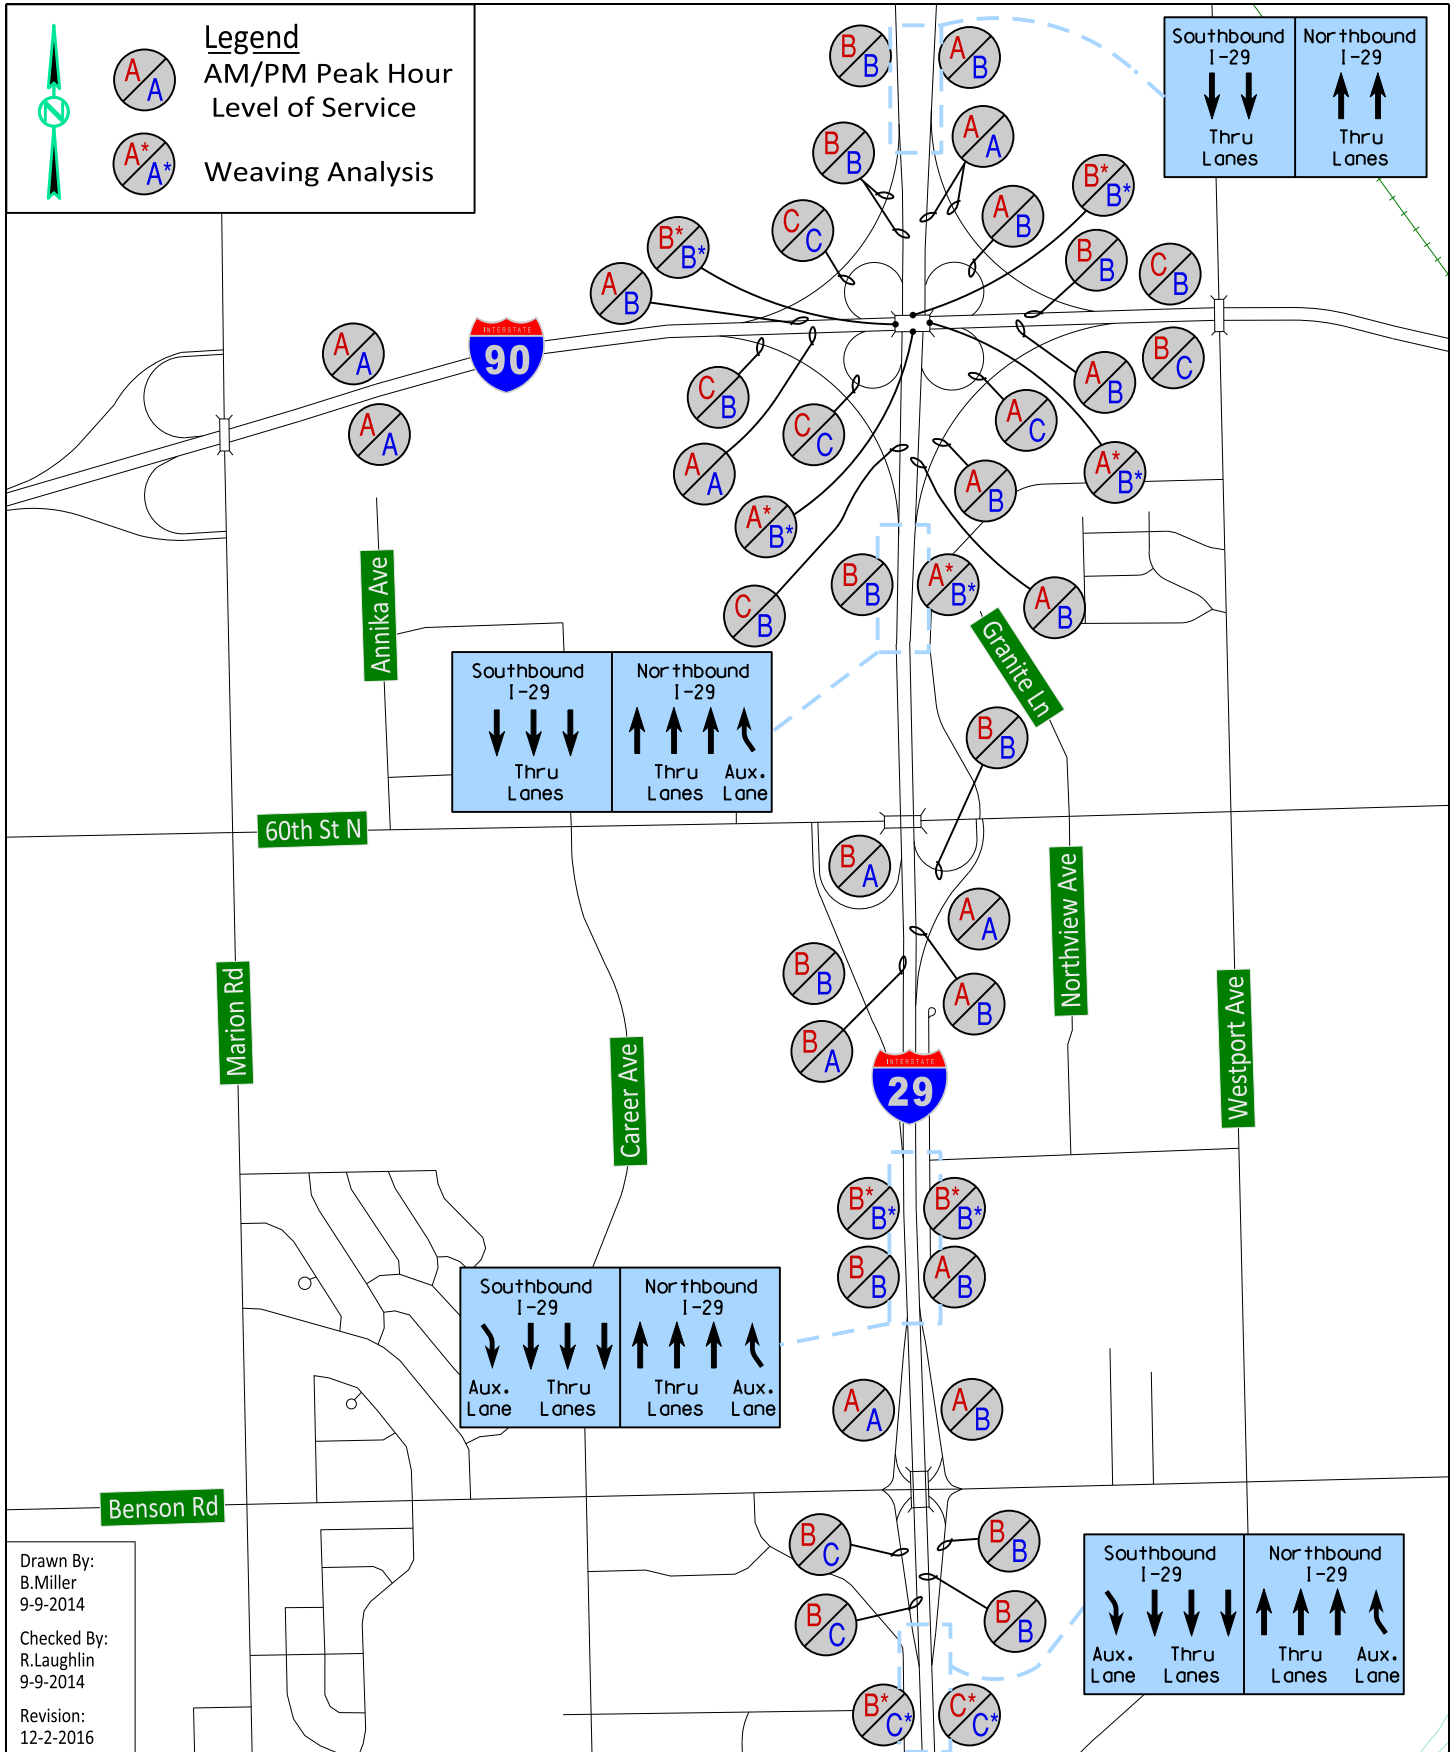 Legend
A/A AM/PM Peak Hour
Level of Service
A*/A* Weaving Analysis
Southbound
I-29
Thru
Lanes
Northbound
I-29
Thru
Lanes
B/B
A/B
B/B
A/A
B*/B*
C/C
A/B
B*/B*
B/B
C/B
A/B
INTERSTATE
90
A/A
A/A
C/B
C/C
A/A
A*/B*
C/B
B/C
A/B
A/C
A*/B*
A/B
B/B
A*/B*
A/B
Annika Ave
Granite Ln
Southbound
I-29
Thru
Lanes
Northbound
I-29
Thru
Lanes
Aux.
Lane
B/B
60th St N
B/A
A/A
B/B
A/B
B/A
Marion Rd
Career Ave
Northview Ave
Westport Ave
INTERSTATE
29
B*/B*
B*/B*
B/B
A/B
Southbound
I-29
Aux.
Lane
Thru
Lanes
Northbound
I-29
Thru
Lanes
Aux.
Lane
A/A
A/B
Benson Rd
B/C
B/B
B/C
B/B
Southbound
I-29
Aux.
Lane
Thru
Lanes
Northbound
I-29
Thru
Lanes
Aux.
Lane
B*/C*
C*/C*
Drawn By:
B.Miller
9-9-2014
Checked By:
R.Laughlin
9-9-2014
Revision:
12-2-2016
N